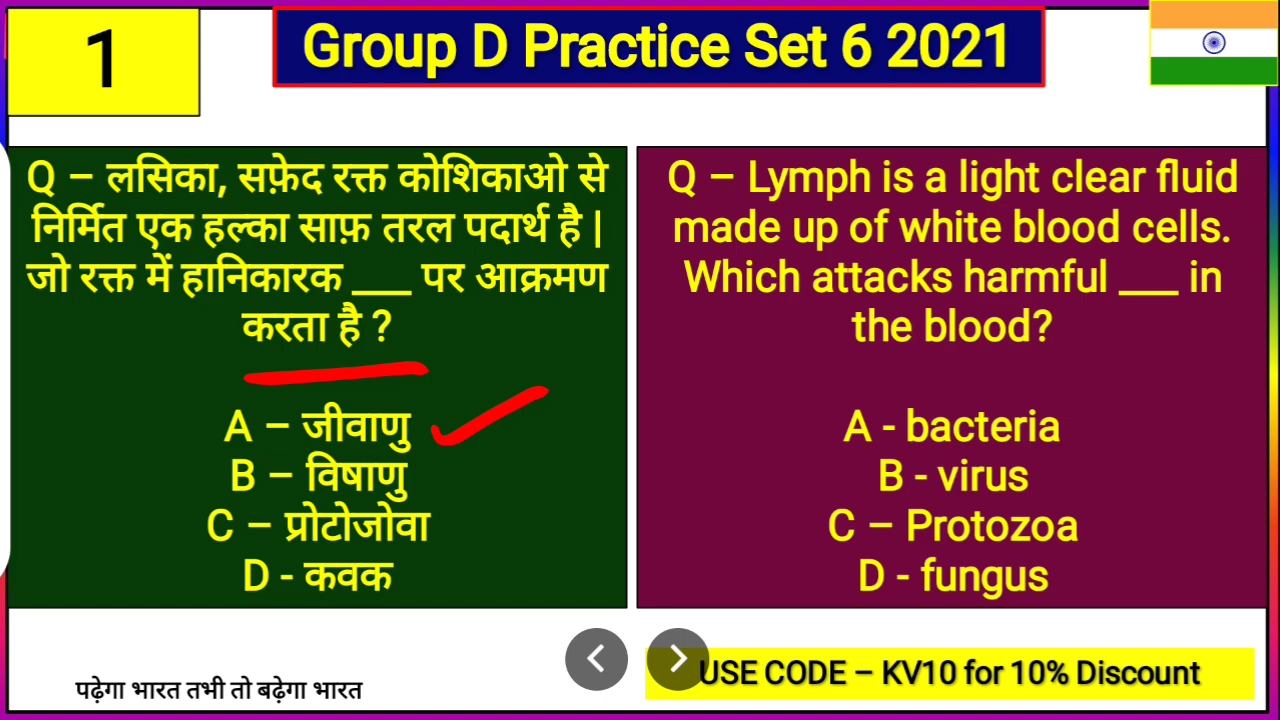 1
Group D Practice Set 6 2021
Q – लसिका, सफ़ेद रक्त कोशिकाओ से
निर्मित एक हल्का साफ़ तरल पदार्थ है |
जो रक्त में हानिकारक ___ पर आक्रमण
करता है ?
A – जीवाणु
B – विषाणु
C – प्रोटोजोवा
D - कवक
Q – Lymph is a light clear fluid
made up of white blood cells.
Which attacks harmful ___ in
the blood?
A - bacteria
B - virus
C – Protozoa
D - fungus
पढ़ेगा भारत तभी तो बढ़ेगा भारत
USE CODE – KV10 for 10% Discount